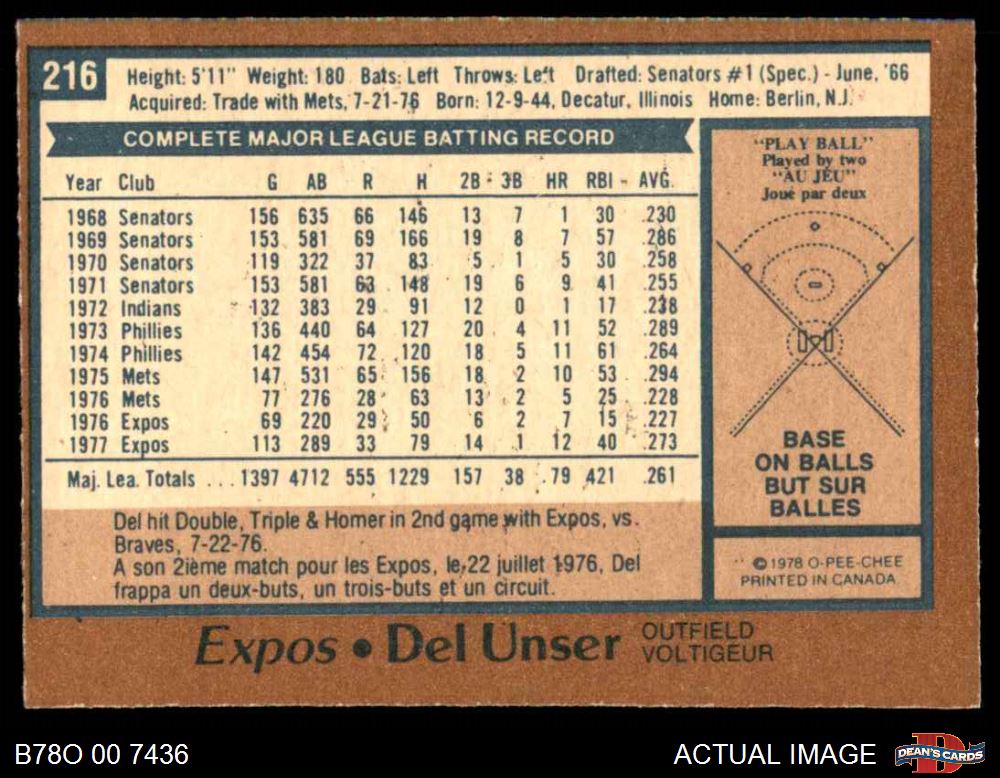 216
Height: 5'11" Weight: 180 Bats: Left Throws: Left Drafted: Senators #1 (Spec.) - June, '66
Acquired: Trade with Mets, 7-21-76 Born: 12-9-44, Decatur, Illinois Home: Berlin, N.J.
COMPLETE MAJOR LEAGUE BATTING RECORD
Year Club G AB R H 2B 3B HR RBI AVG.
1968 Senators 156 635 66 146 13 7 1 30 .230
1969 Senators 153 581 69 166 19 8 7 57 .286
1970 Senators 119 322 37 83 5 1 5 30 .258
1971 Senators 153 581 63 148 19 6 9 41 .255
1972 Indians 132 383 29 91 12 0 1 17 .238
1973 Phillies 136 440 64 127 20 4 11 52 .289
1974 Phillies 142 454 72 120 18 5 11 61 .264
1975 Mets 147 531 65 156 18 2 10 53 .294
1976 Mets 77 276 28 63 13 2 5 25 .228
1976 Expos 69 220 29 50 6 2 7 15 .227
1977 Expos 113 289 33 79 14 1 12 40 .273
Maj. Lea. Totals ... 1397 4712 555 1229 157 38 79 421 .261
Del hit Double, Triple & Homer in 2nd game with Expos, vs.
Braves, 7-22-76.
A son 2ième match pour les Expos, le 22 juillet 1976, Del
frappa un deux-buts, un trois-buts et un circuit.
"PLAY BALL"
Played by two
"AU JEU"
Joué par deux
BASE
ON BALLS
BUT SUR
BALLES
©1978 O-PEE-CHEE
PRINTED IN CANADA
Expos • Del Unser OUTFIELD
VOLTIGEUR
B78O 00 7436
ACTUAL IMAGE
D
DEAN'S CARDS